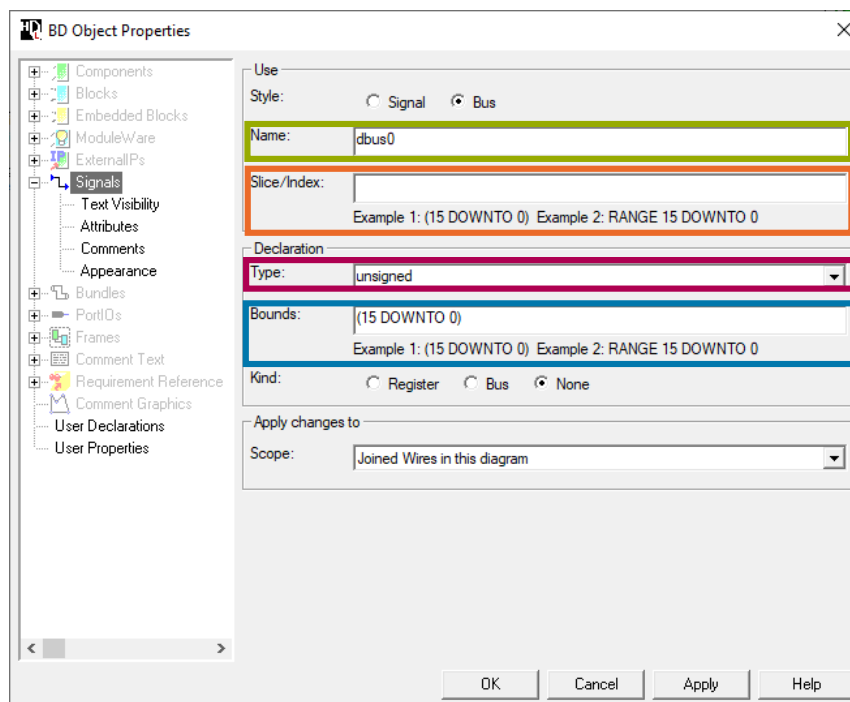 BD Object Properties
Components
Blocks
Embedded Blocks
ModuleWare
ExternalIPs
Signals
Text Visibility
Attributes
Comments
Appearance
Bundles
PortIOs
Frames
Comment Text
Requirement Reference
Comment Graphics
User Declarations
User Properties
Use
Style: Signal Bus
Name: dbus0
Slice/Index:
Example 1: (15 DOWNTO 0) Example 2: RANGE 15 DOWNTO 0
Declaration
Type: unsigned
Bounds: (15 DOWNTO 0)
Example 1: (15 DOWNTO 0) Example 2: RANGE 15 DOWNTO 0
Kind: Register Bus None
Apply changes to
Scope: Joined Wires in this diagram
OK Cancel Apply Help